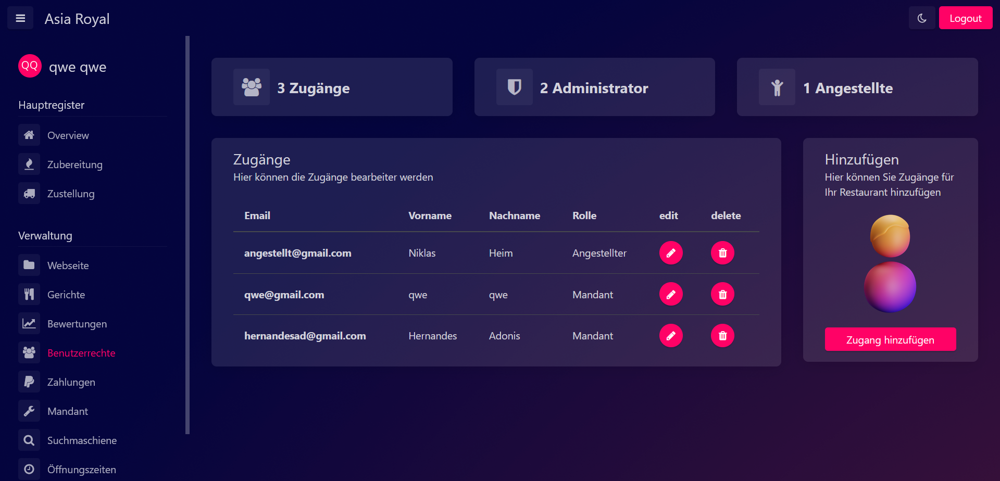 Asia Royal
Logout
QQ
qwe qwe
Hauptregister
Overview
Zubereitung
Zustellung
Verwaltung
Webseite
Gerichte
Bewertungen
Benutzerrechte
Zahlungen
Mandant
Suchmaschiene
Öffnungszeiten
3 Zugänge
2 Administrator
1 Angestellte
Zugänge
Hier können die Zugänge bearbeiter werden
Email Vorname Nachname Rolle edit delete
angestellt@gmail.com Niklas Heim Angestellter
qwe@gmail.com qwe qwe Mandant
hernandesad@gmail.com Hernandes Adonis Mandant
Hinzufügen
Hier können Sie Zugänge für
Ihr Restaurant hinzufügen
Zugang hinzufügen